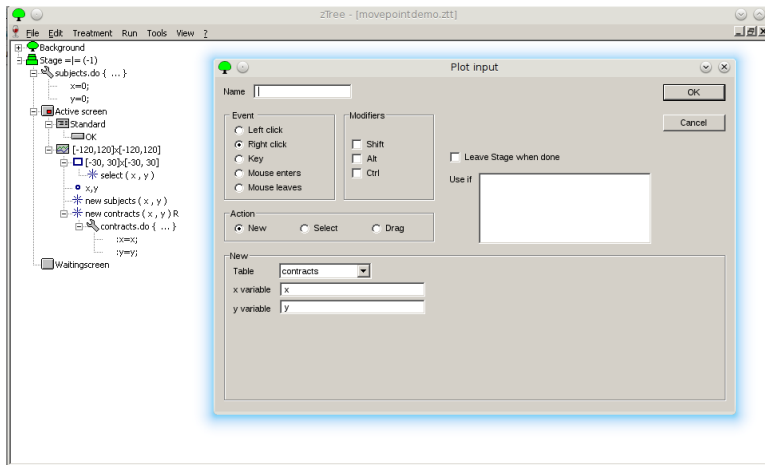 zTree - [movepointdemo.ztt]
File Edit Treatment Run Tools View ?
Background
Stage =|= (-1)
subjects.do { ... }
x=0;
y=0;
Active screen
Standard
OK
[-120,120]x[-120,120]
[-30, 30]x[-30, 30]
select ( x , y )
x,y
new subjects ( x , y )
new contracts ( x , y ) R
contracts.do { ... }
:x=x;
:y=y;
Waitingscreen
Plot input
Name
OK
Cancel
Event
Left click
Right click
Key
Mouse enters
Mouse leaves
Modifiers
Shift
Alt
Ctrl
Leave Stage when done
Use if
Action
New Select Drag
New
Table contracts
x variable x
y variable y